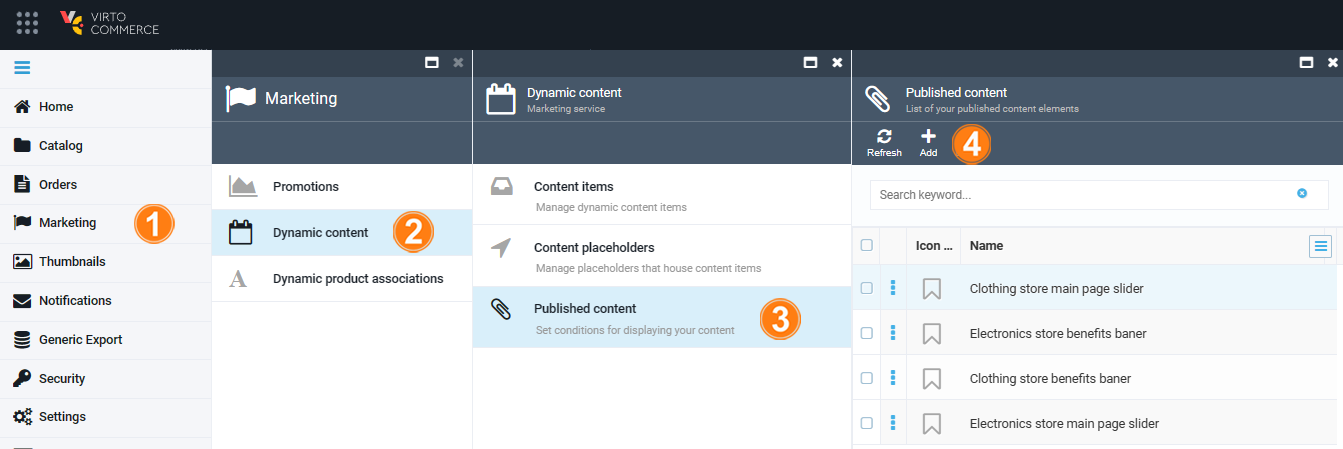 VIRTO
COMMERCE
Home
Catalog
Orders
Marketing
1
Thumbnails
Notifications
Generic Export
Security
Settings
Marketing
Promotions
Dynamic content
2
Dynamic product associations
Dynamic content
Marketing service
Content items
Manage dynamic content items
Content placeholders
Manage placeholders that house content items
Published content
Set conditions for displaying your content
3
Published content
List of your published content elements
Refresh
Add
4
Search keyword...
Icon ... Name
Clothing store main page slider
Electronics store benefits baner
Clothing store benefits baner
Electronics store main page slider